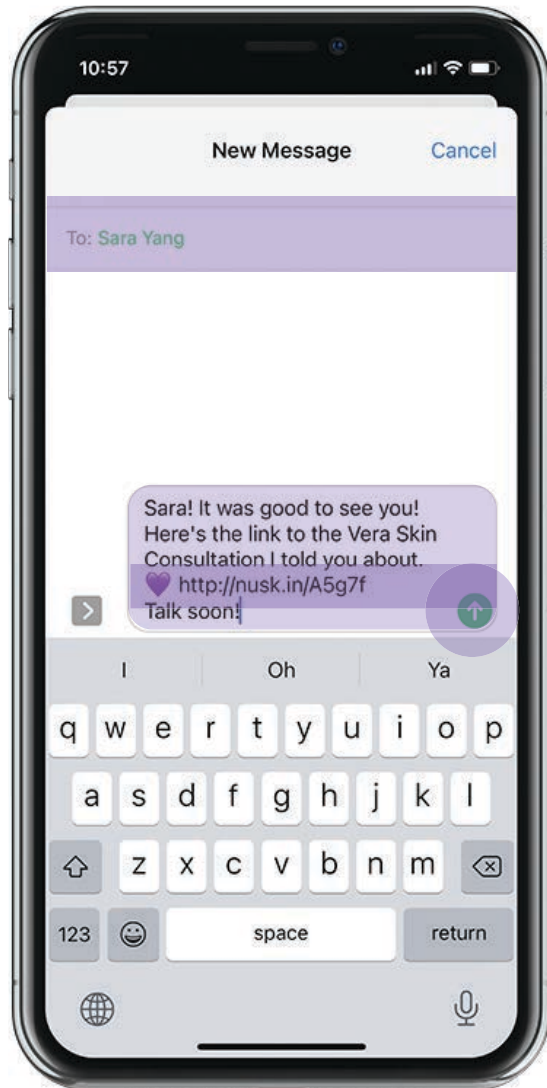 10:57
New Message Cancel
To: Sara Yang
Sara! It was good to see you!
Here's the link to the Vera Skin
Consultation I told you about.
💜 http://nusk.in/A5g7f
Talk soon!
I Oh Ya
q w e r t y u i o p
a s d f g h j k l
z x c v b n m
123 space return